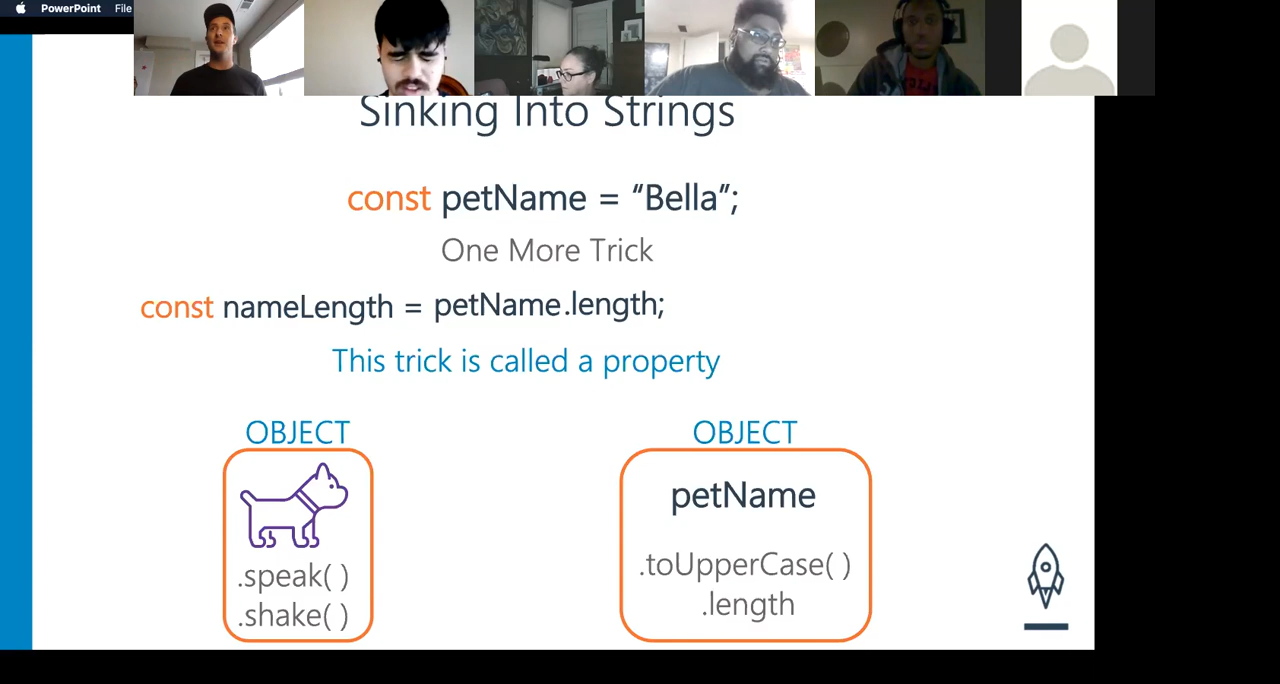 PowerPoint File
Sinking Into Strings
const petName = “Bella”;
One More Trick
const nameLength = petName.length;
This trick is called a property
OBJECT OBJECT
petName
.speak( ) .toUpperCase( )
.shake( ) .length